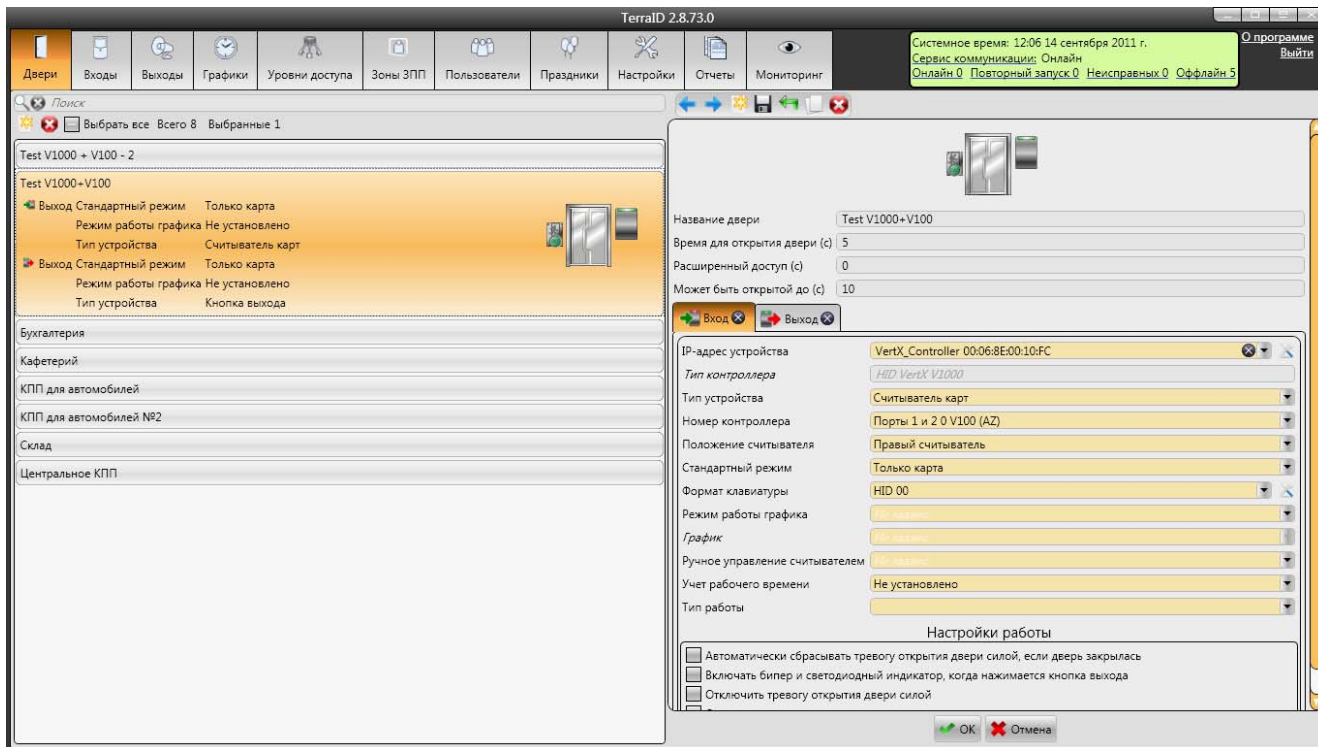 TerraID 2.8.73.0
Двери Входы Выходы Графики Уровни доступа Зоны ЗПП Пользователи Праздники Настройки Отчеты Мониторинг
Системное время: 12:06 14 сентября 2011 г.
Сервис коммуникации: Онлайн
Онлайн 0 Повторный запуск 0 Неисправных 0 Оффлайн 5
О программе
Выйти
Поиск
Выбрать все Всего 8 Выбранные 1
Test V1000 + V100 - 2
Test V1000+V100
Выход Стандартный режим Только карта
Режим работы графика Не установлено
Тип устройства Считыватель карт
Выход Стандартный режим Только карта
Режим работы графика Не установлено
Тип устройства Кнопка выхода
Бухгалтерия
Кафетерий
КПП для автомобилей
КПП для автомобилей №2
Склад
Центральное КПП
Название двери Test V1000+V100
Время для открытия двери (с) 5
Расширенный доступ (с) 0
Может быть открытой до (с) 10
Вход Выход
IP-адрес устройства VertX_Controller 00:06:8E:00:10:FC
Тип контроллера HID VertX V1000
Тип устройства Считыватель карт
Номер контроллера Порты 1 и 2 0 V100 (AZ)
Положение считывателя Правый считыватель
Стандартный режим Только карта
Формат клавиатуры HID 00
Режим работы графика
График
Ручное управление считывателем
Учет рабочего времени Не установлено
Тип работы
Настройки работы
Автоматически сбрасывать тревогу открытия двери силой, если дверь закрылась
Включать бипер и светодиодный индикатор, когда нажимается кнопка выхода
Отключить тревогу открытия двери силой
OK Отмена